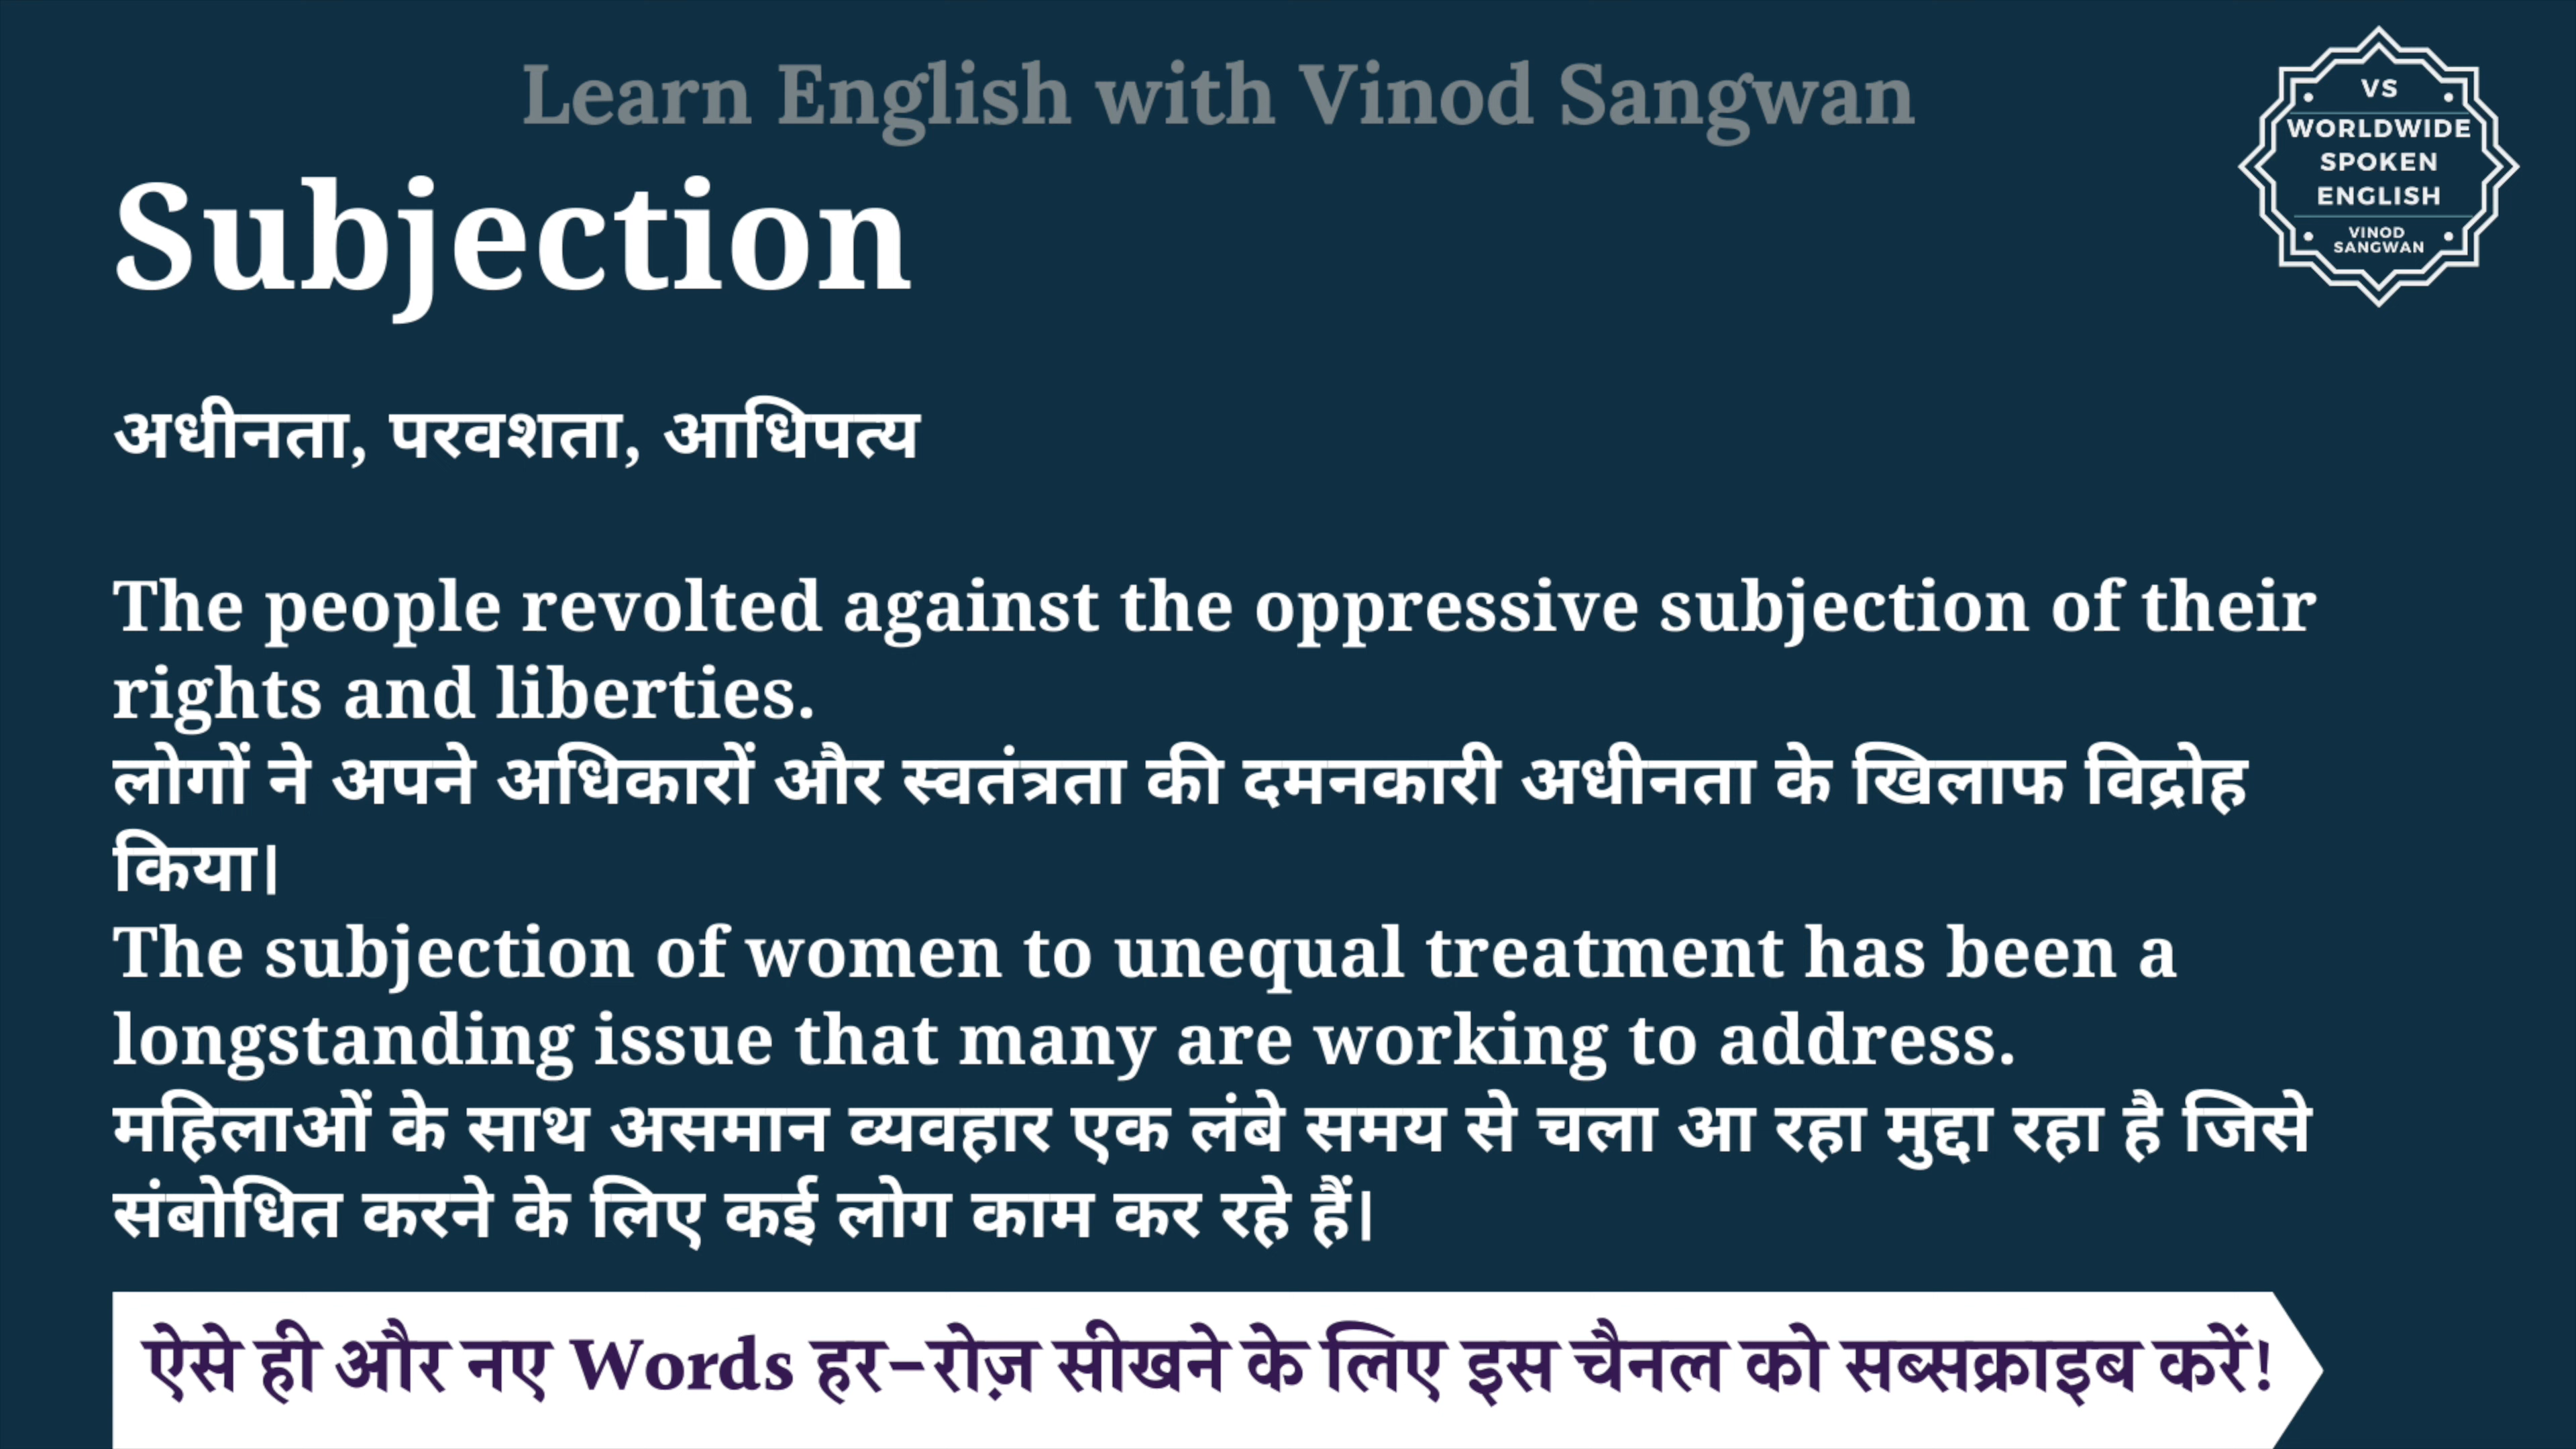 Learn English with Vinod Sangwan
VS
WORLDWIDE
SPOKEN
ENGLISH
VINOD
SANGWAN
Subjection
अधीनता, परवशता, आधिपत्य
The people revolted against the oppressive subjection of their
rights and liberties.
लोगों ने अपने अधिकारों और स्वतंत्रता की दमनकारी अधीनता के खिलाफ विद्रोह
किया|
The subjection of women to unequal treatment has been a
longstanding issue that many are working to address.
महिलाओं के साथ असमान व्यवहार एक लंबे समय से चला आ रहा मुद्दा रहा है जिसे
संबोधित करने के लिए कई लोग काम कर रहे हैं|
ऐसे ही और नए Words हर-रोज़ सीखने के लिए इस चैनल को सब्सक्राइब करें!